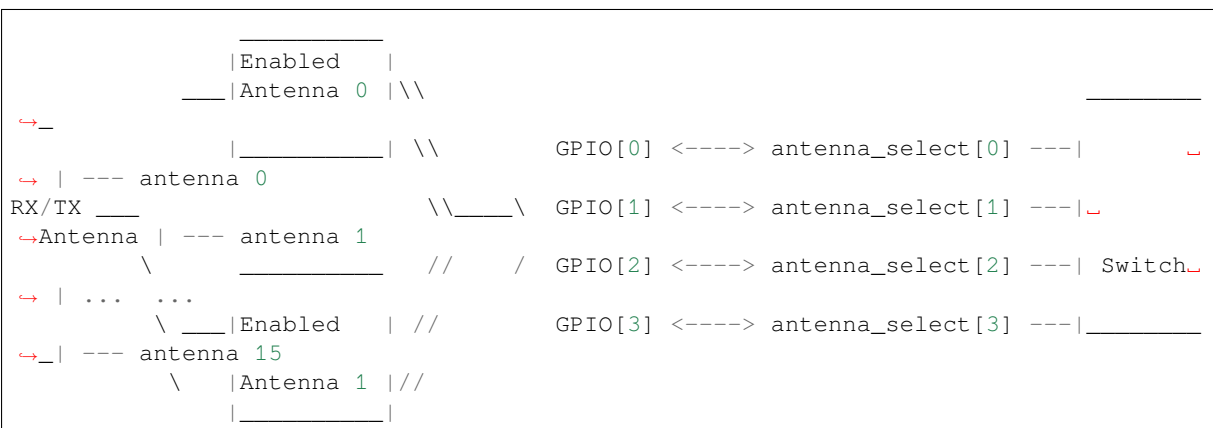 __________
                  |Enabled   |
               ___|Antenna 0 |\\                                                     _________
↪_
                  |__________| \\         GPIO[0] <----> antenna_select[0] ---|        ␣
↪ | --- antenna 0
RX/TX ___                       \\____\  GPIO[1] <----> antenna_select[1] ---|␣
↪Antenna | --- antenna 1
          \        __________   //    /  GPIO[2] <----> antenna_select[2] ---| Switch␣
↪ | ...  ...
           \ ___|Enabled   | //         GPIO[3] <----> antenna_select[3] ---|_________
↪_| --- antenna 15
            \   |Antenna 1 |//
                |__________|